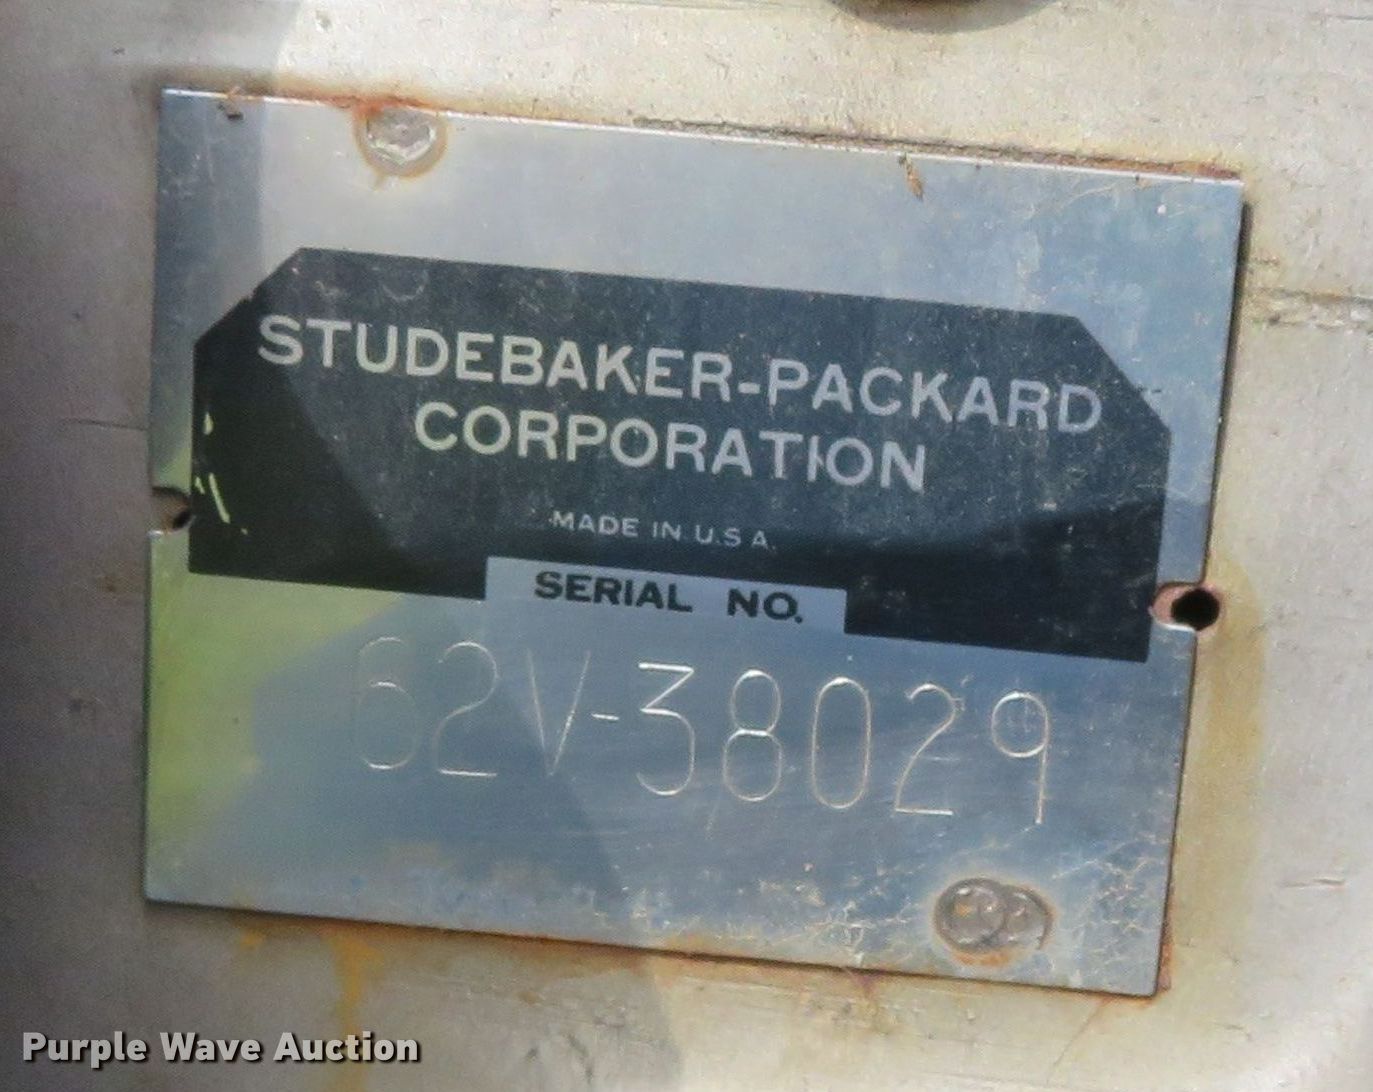 STUDEBAKER-PACKARD
CORPORATION
MADE IN U.S.A.
SERIAL NO.
62V-38029
Purple Wave Auction